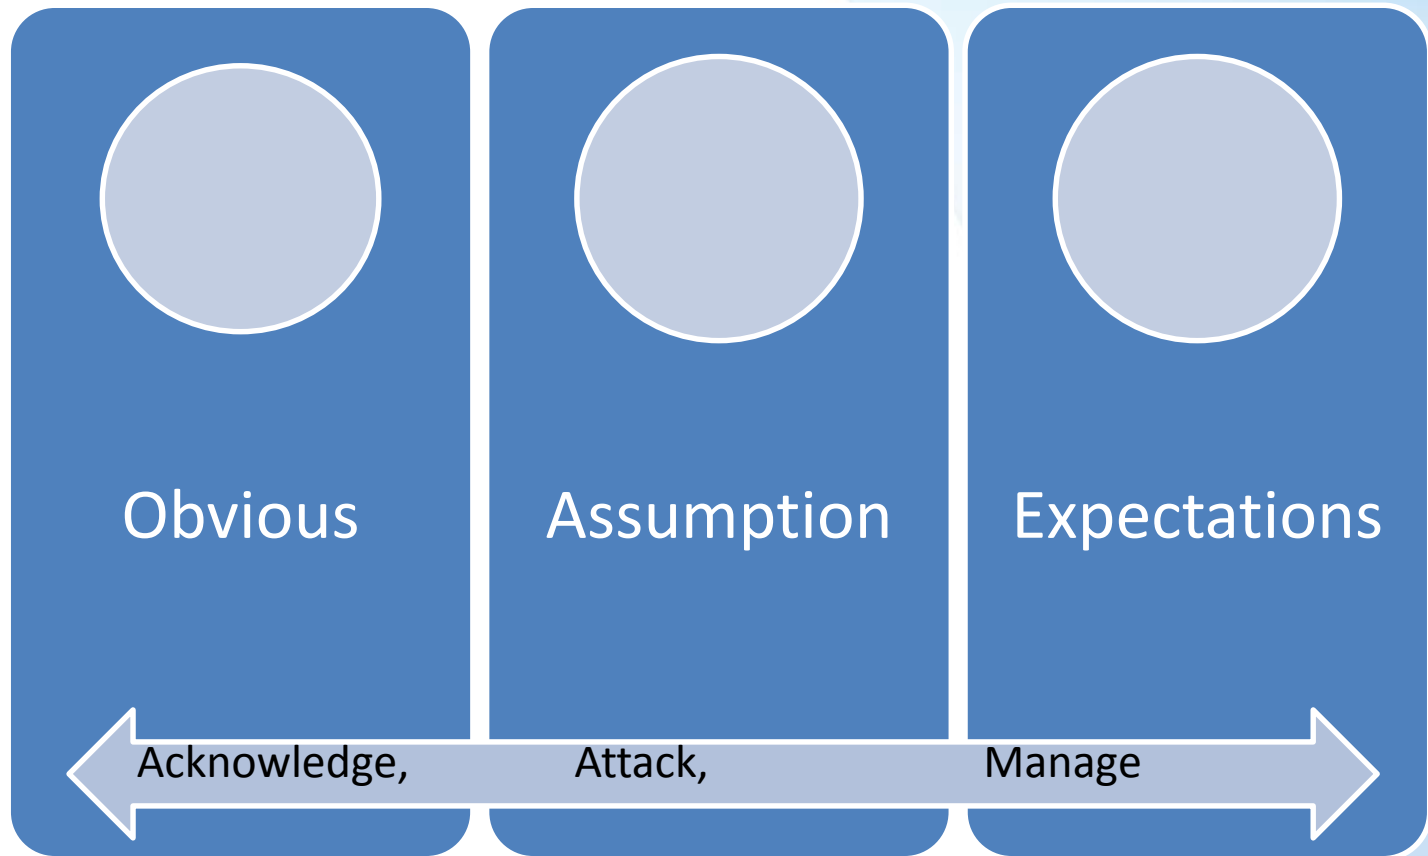 Obvious
Assumption
Expectations
Acknowledge, Attack, Manage